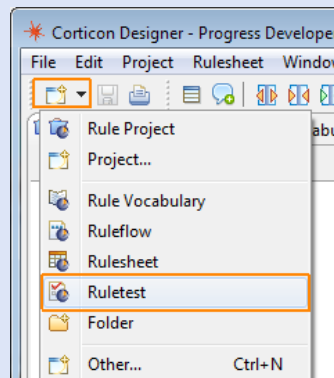 Corticon Designer - Progress Develope
File Edit Project Rulesheet Window
Rule Project
Project...
Rule Vocabulary
Ruleflow
Rulesheet
Ruletest
Folder
Other... Ctrl+N